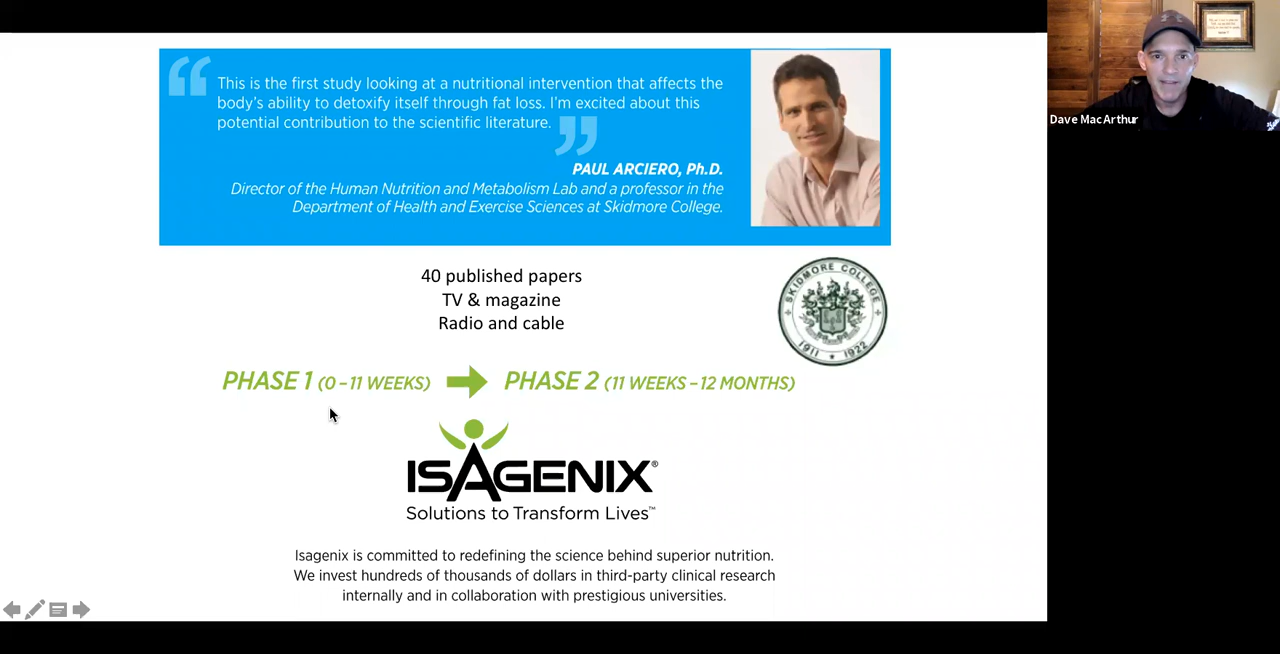 This is the first study looking at a nutritional intervention that affects the
body's ability to detoxify itself through fat loss. I'm excited about this
potential contribution to the scientific literature.
PAUL ARCIERO, Ph.D.
Director of the Human Nutrition and Metabolism Lab and a professor in the
Department of Health and Exercise Sciences at Skidmore College.
Dave MacArthur
40 published papers
TV & magazine
Radio and cable
SKIDMORE COLLEGE
1911 1922
PHASE 1 (0–11 WEEKS) PHASE 2 (11 WEEKS–12 MONTHS)
ISAGENIX®
Solutions to Transform Lives™
Isagenix is committed to redefining the science behind superior nutrition.
We invest hundreds of thousands of dollars in third-party clinical research
internally and in collaboration with prestigious universities.